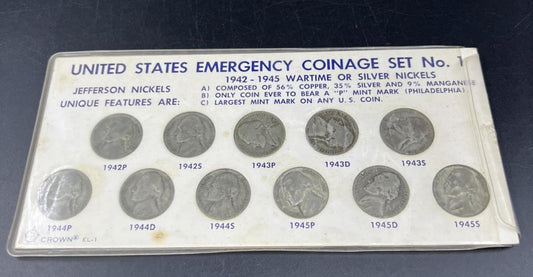 UNITED STATES EMERGENCY COINAGE SET No. 1
1942 - 1945 WARTIME OR SILVER NICKELS
JEFFERSON NICKELS A) COMPOSED OF 56% COPPER, 35% SILVER AND 9% MANGANESE
UNIQUE FEATURES ARE: B) ONLY COIN EVER TO BEAR A "P" MINT MARK (PHILADELPHIA)
C) LARGEST MINT MARK ON ANY U.S. COIN.
1942P 1942S 1943P 1943D 1943S
1944P 1944D 1944S 1945P 1945D 1945S
CROWN® EL-1